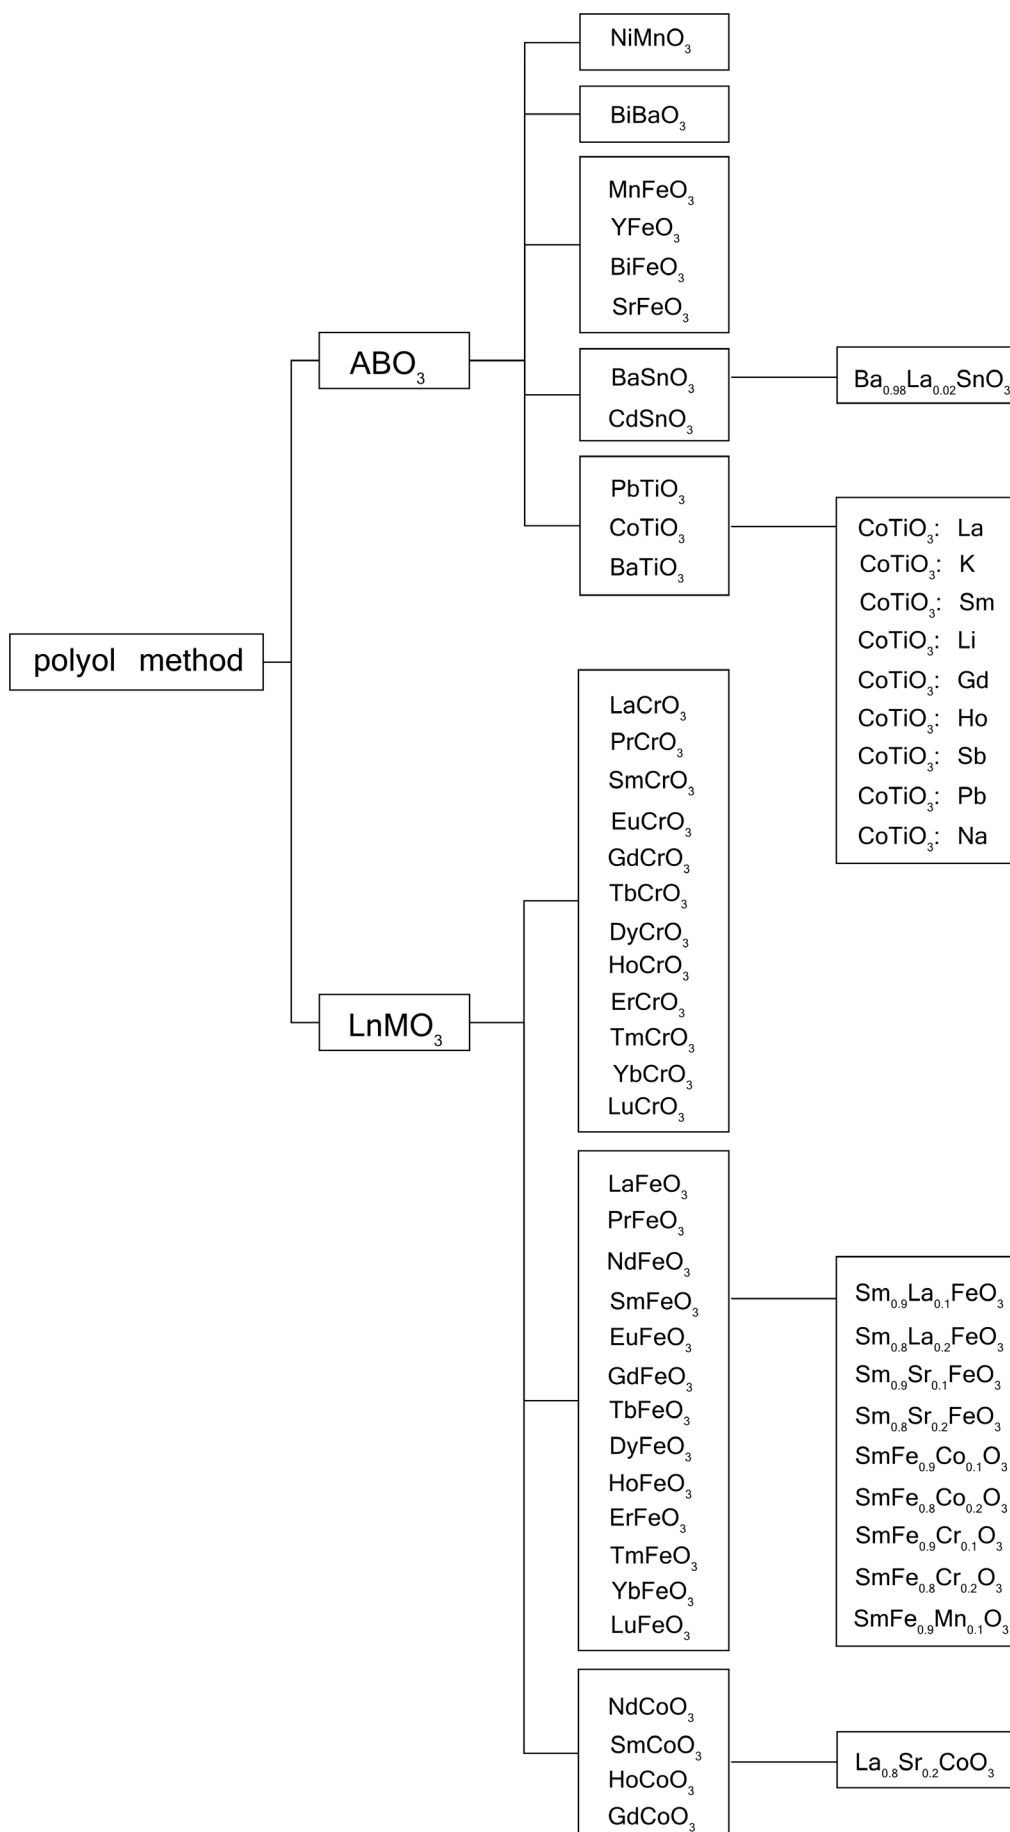 polyol method
ABO₃
NiMnO₃
BiBaO₃
MnFeO₃
YFeO₃
BiFeO₃
SrFeO₃
BaSnO₃
CdSnO₃
Ba₀.₉₈La₀.₀₂SnO₃
PbTiO₃
CoTiO₃
BaTiO₃
CoTiO₃: La
CoTiO₃: K
CoTiO₃: Sm
CoTiO₃: Li
CoTiO₃: Gd
CoTiO₃: Ho
CoTiO₃: Sb
CoTiO₃: Pb
CoTiO₃: Na
LnMO₃
LaCrO₃
PrCrO₃
SmCrO₃
EuCrO₃
GdCrO₃
TbCrO₃
DyCrO₃
HoCrO₃
ErCrO₃
TmCrO₃
YbCrO₃
LuCrO₃
LaFeO₃
PrFeO₃
NdFeO₃
SmFeO₃
EuFeO₃
GdFeO₃
TbFeO₃
DyFeO₃
HoFeO₃
ErFeO₃
TmFeO₃
YbFeO₃
LuFeO₃
Sm₀.₉La₀.₁FeO₃
Sm₀.₈La₀.₂FeO₃
Sm₀.₉Sr₀.₁FeO₃
Sm₀.₈Sr₀.₂FeO₃
SmFe₀.₉Co₀.₁O₃
SmFe₀.₈Co₀.₂O₃
SmFe₀.₉Cr₀.₁O₃
SmFe₀.₈Cr₀.₂O₃
SmFe₀.₉Mn₀.₁O₃
NdCoO₃
SmCoO₃
HoCoO₃
GdCoO₃
La₀.₈Sr₀.₂CoO₃